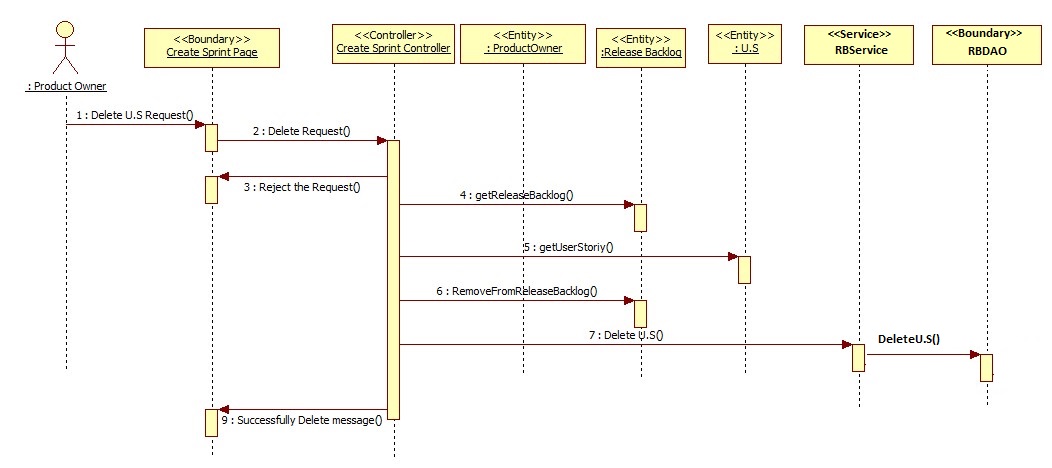 <<Boundary>>
Create Sprint Page
<<Controller>>
Create Sprint Controller
<<Entity>>
: ProductOwner
<<Entity>>
:Release Backlog
<<Entity>>
: U.S
<<Service>>
RBService
<<Boundary>>
RBDAO
: Product Owner
1 : Delete U.S Request()
2 : Delete Request()
3 : Reject the Request()
4 : getReleaseBacklog()
5 : getUserStoriy()
6 : RemoveFromReleaseBacklog()
7 : Delete U.S()
DeleteU.S()
9 : Successfully Delete message()